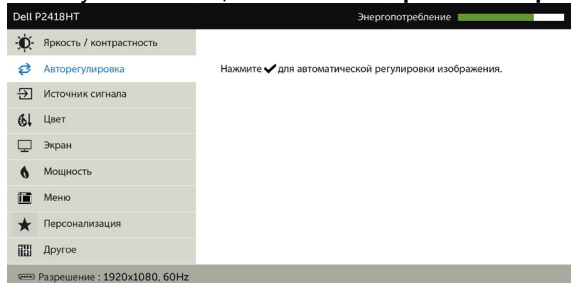 Dell P2418HT
Энергопотребление
Яркость / контрастность
Авторегулировка
Нажмите ✔ для автоматической регулировки изображения.
Источник сигнала
Цвет
Экран
Мощность
Меню
Персонализация
Другое
Разрешение : 1920x1080, 60Hz